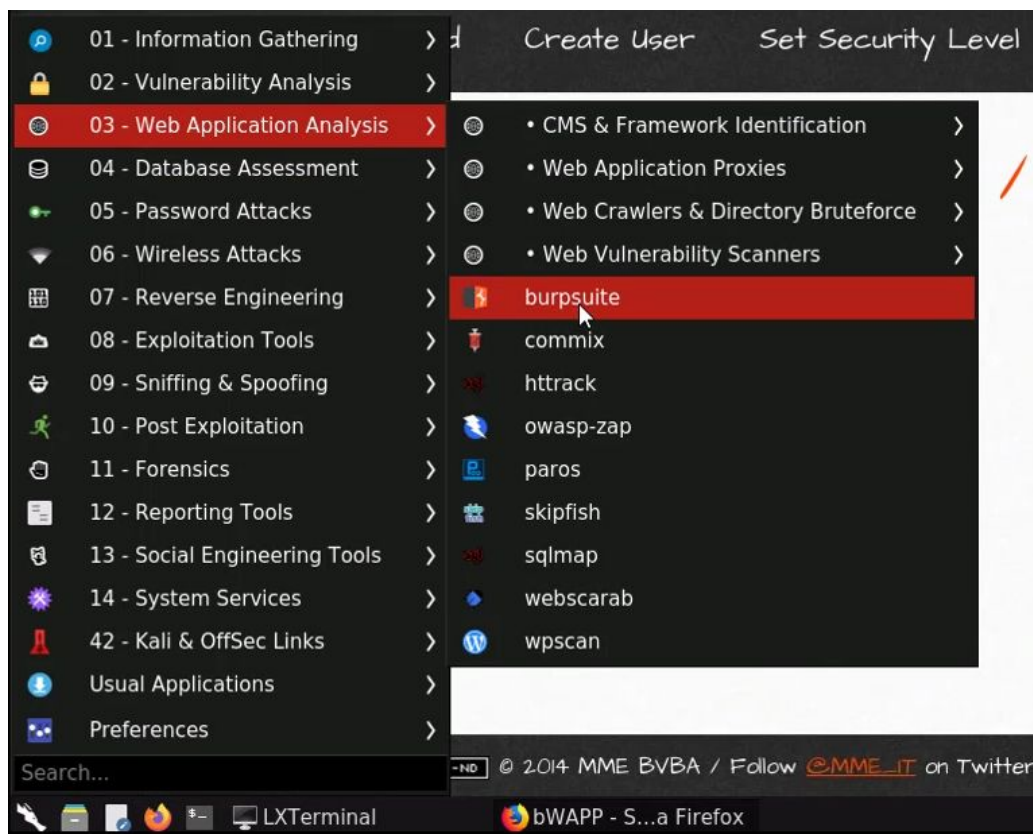 01 - Information Gathering
02 - Vulnerability Analysis
03 - Web Application Analysis
04 - Database Assessment
05 - Password Attacks
06 - Wireless Attacks
07 - Reverse Engineering
08 - Exploitation Tools
09 - Sniffing & Spoofing
10 - Post Exploitation
11 - Forensics
12 - Reporting Tools
13 - Social Engineering Tools
14 - System Services
42 - Kali & OffSec Links
Usual Applications
Preferences
Search...
• CMS & Framework Identification
• Web Application Proxies
• Web Crawlers & Directory Bruteforce
• Web Vulnerability Scanners
burpsuite
commix
httrack
owasp-zap
paros
skipfish
sqlmap
webscarab
wpscan
d Create User Set Security Level
-ND © 2014 MME BVBA / Follow @MME_IT on Twitter
LXTerminal
bWAPP - S...a Firefox